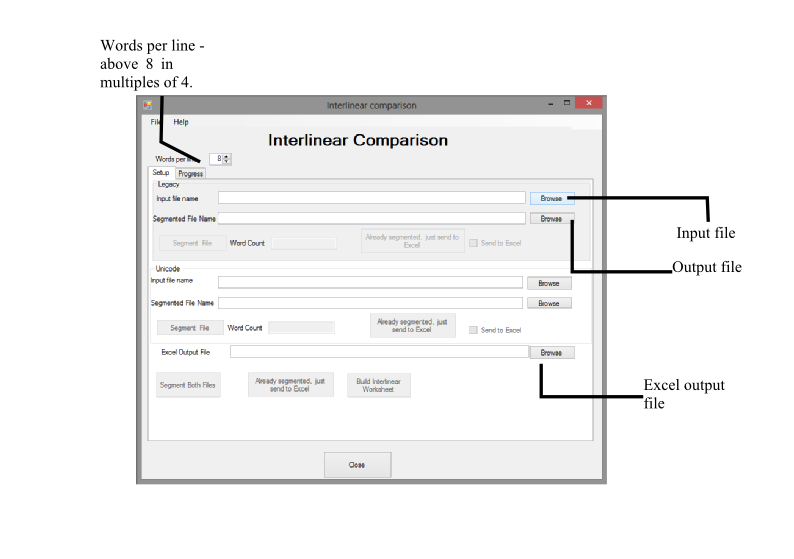 Words per line -
above 8 in
multiples of 4.
Interlinear comparison
File Help
Interlinear Comparison
Words per line 8
Setup Progress
Legacy
Input file name Browse
Segmented File Name Browse
Segment File Word Count Already segmented, just send to
Excel Send to Excel
Input file
Output file
Unicode
Input file name Browse
Segmented File Name Browse
Segment File Word Count Already segmented, just
send to Excel Send to Excel
Excel Output File Browse
Segment Both Files Already segmented, just
send to Excel Build Interlinear
Worksheet
Excel output
file
Close